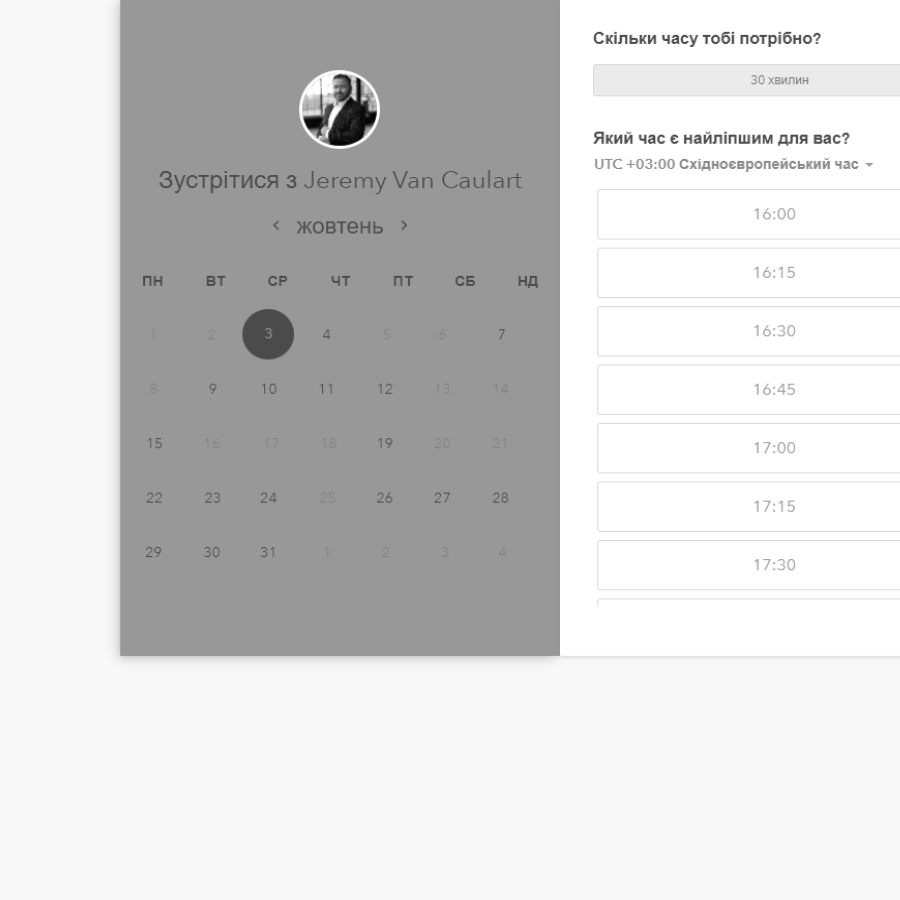 Зустрітися з Jeremy Van Caulart
жовтень
ПН ВТ СР ЧТ ПТ СБ НД
1 2 3 4 5 6 7
8 9 10 11 12 13 14
15 16 17 18 19 20 21
22 23 24 25 26 27 28
29 30 31 1 2 3 4
Скільки часу тобі потрібно?
30 хвилин
Який час є найліпшим для вас?
UTC +03:00 Східноєвропейський час
16:00
16:15
16:30
16:45
17:00
17:15
17:30